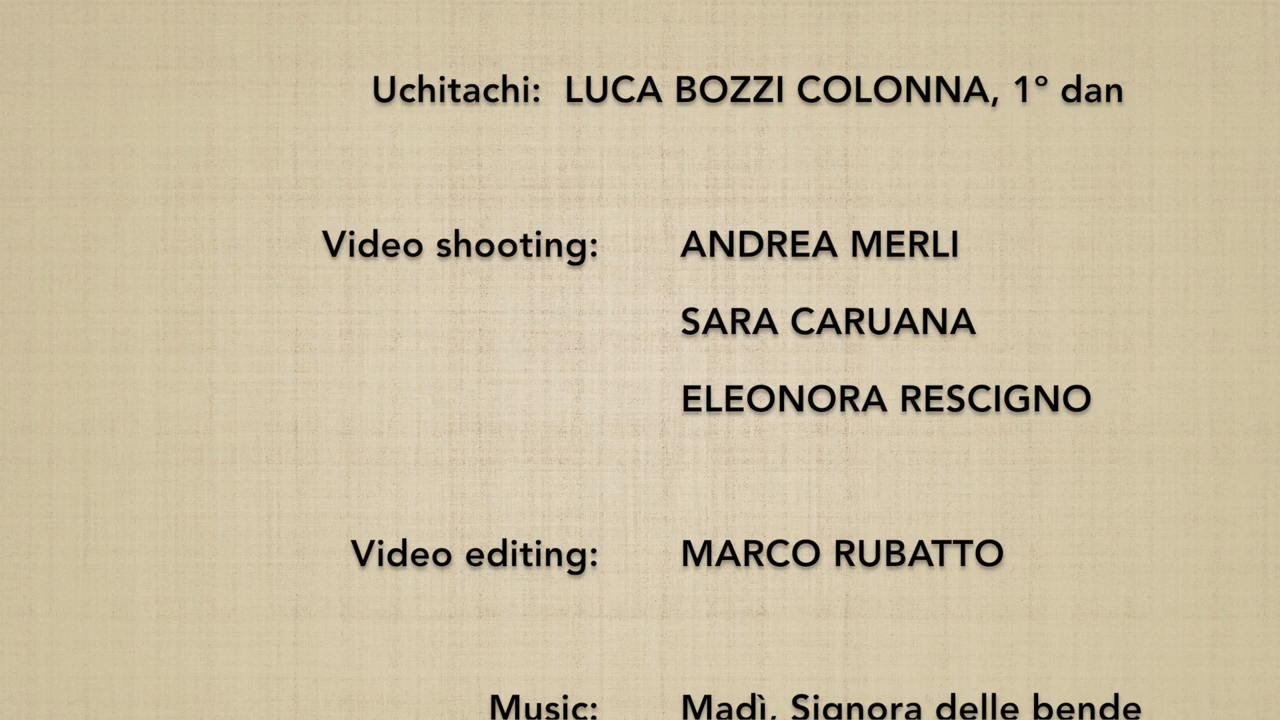 Uchitachi: LUCA BOZZI COLONNA, 1° dan
Video shooting: ANDREA MERLI
SARA CARUANA
ELEONORA RESCIGNO
Video editing: MARCO RUBATTO
Music: Madì, Signora delle bende